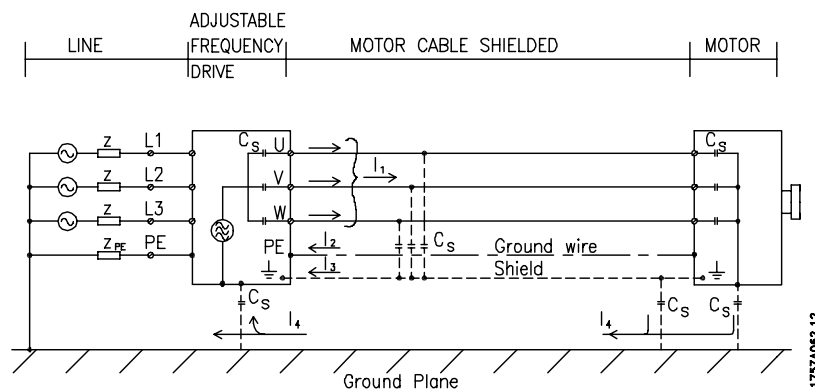 ADJUSTABLE
LINE FREQUENCY MOTOR CABLE SHIELDED MOTOR
DRIVE
Z L1 CS U I1 CS
Z L2 V
Z L3 W
ZPE PE PE I2 CS Ground wire
I3 Shield
CS CS CS
I4 I4
Ground Plane
175ZA062.12